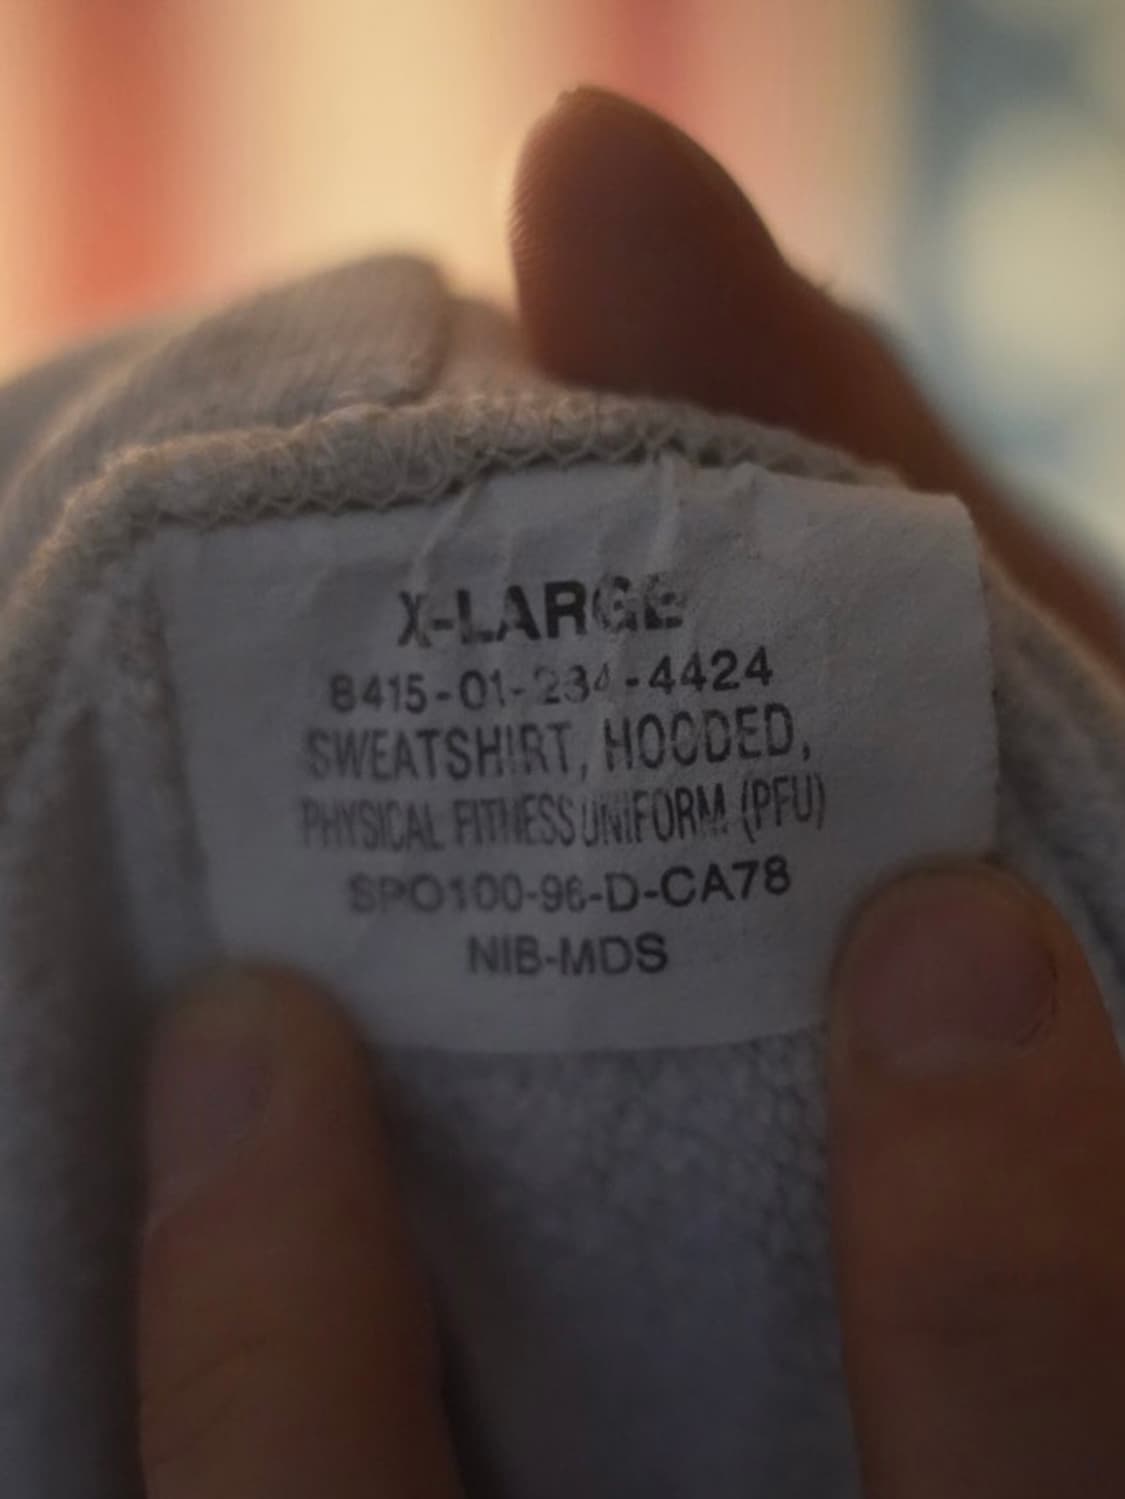 X-LARGE
8415-01-234-4424
SWEATSHIRT, HOODED,
PHYSICAL FITNESS UNIFORM (PFU)
SPO100-96-D-CA78
NIB-MDS